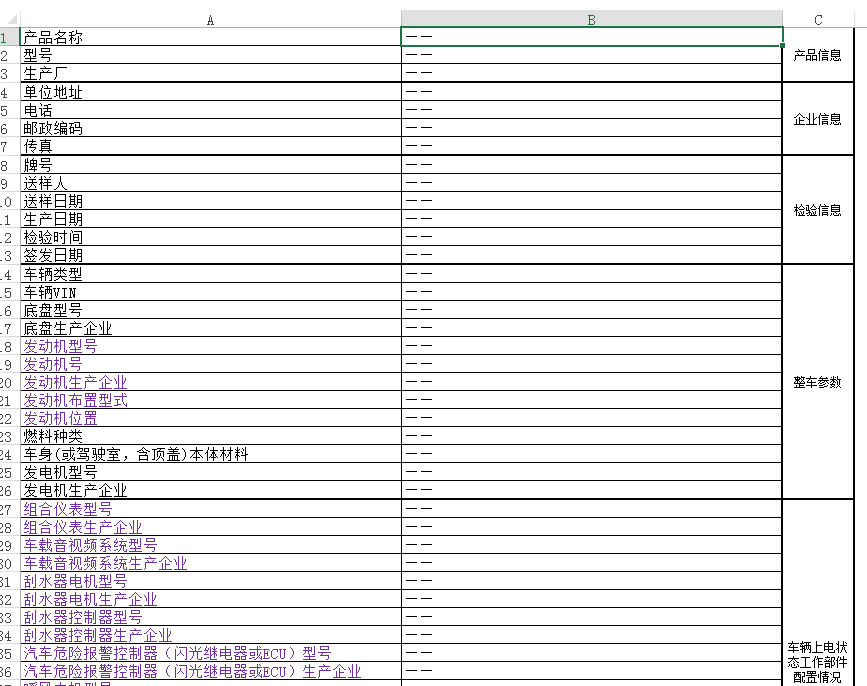 A B C
1 产品名称 ——
2 型号 —— 产品信息
3 生产厂 ——
4 单位地址 ——
5 电话 —— 企业信息
6 邮政编码 ——
7 传真 ——
8 牌号 ——
9 送样人 ——
10 送样日期 ——
11 生产日期 —— 检验信息
12 检验时间 ——
13 签发日期 ——
14 车辆类型 ——
15 车辆VIN ——
16 底盘型号 ——
17 底盘生产企业 ——
18 发动机型号 ——
19 发动机号 ——
20 发动机生产企业 —— 整车参数
21 发动机布置型式 ——
22 发动机位置 ——
23 燃料种类 ——
24 车身(或驾驶室，含顶盖)本体材料 ——
25 发电机型号 ——
26 发电机生产企业 ——
27 组合仪表型号 ——
28 组合仪表生产企业 ——
29 车载音视频系统型号 ——
30 车载音视频系统生产企业 ——
31 刮水器电机型号 ——
32 刮水器电机生产企业 ——
33 刮水器控制器型号 ——
34 刮水器控制器生产企业 ——
35 汽车危险报警控制器（闪光继电器或ECU）型号 —— 车辆上电状
态工作部件
36 汽车危险报警控制器（闪光继电器或ECU）生产企业 —— 配置情况